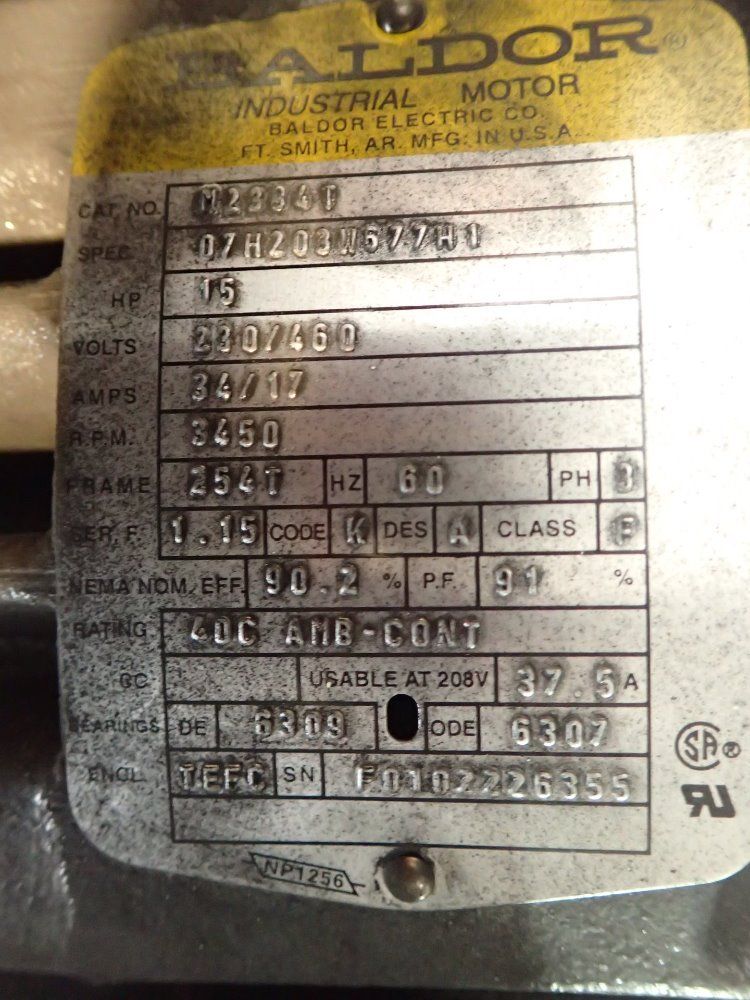 BALDOR®
INDUSTRIAL MOTOR
BALDOR ELECTRIC CO.
FT. SMITH, AR. MFG. IN U.S.A.
CAT. NO. M2334T
SPEC. 07H203W677H1
HP 15
VOLTS 230/460
AMPS 34/17
R.P.M. 3450
FRAME 254T HZ 60 PH 3
SER. F. 1.15 CODE K DES A CLASS F
NEMA NOM. EFF. 90.2 % P.F. 91 %
RATING 40C AMB-CONT
CC USABLE AT 208V 37.5 A
BEARINGS DE 6309 ODE 6307
ENCL. TEFC SN F0102226355
SA ®
RU
NP1256